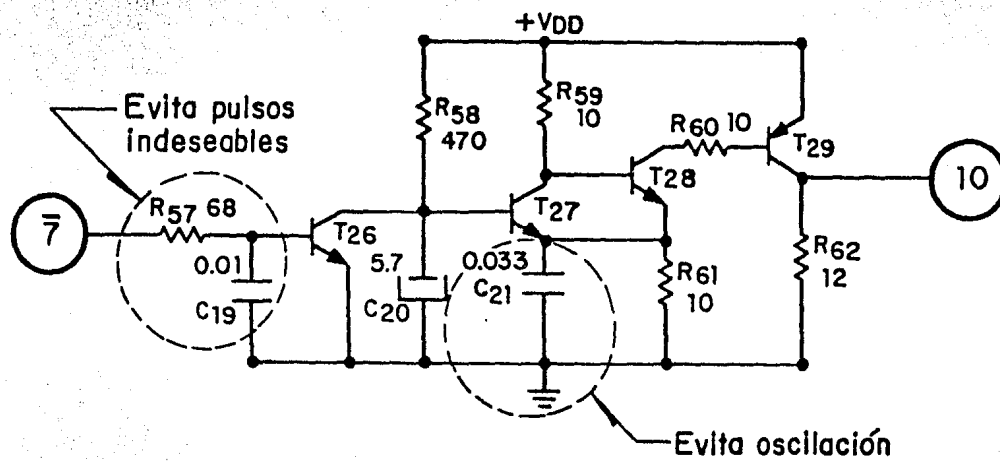 +VDD
Evita pulsos
indeseables
R58
470
R59
10
R60 10
T29
T28
10
7
R57 68
T26
T27
0.01
C19
5.7
C20
0.033
C21
R61
10
R62
12
Evita oscilación